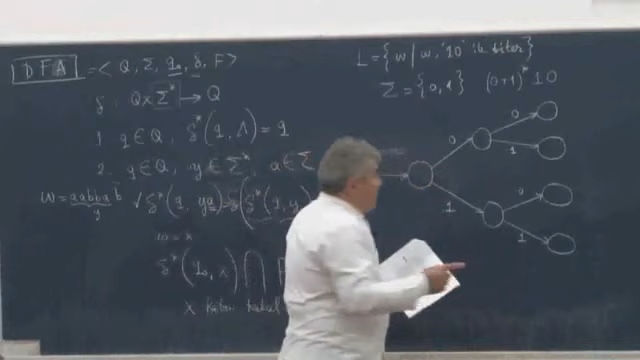 DFA = < Q, Σ, q₀, δ, F >
δ : Q x Σ* → Q
1. q ∈ Q, δ*(q, Λ) = q
2. q ∈ Q, y ∈ Σ*, a ∈ Σ
w = aabbab
y
δ*(q, ya) = δ(δ*(q, y)
w = x
δ*(q₀, x) ∩
x
L = {w | w, '10' ile biter}
Σ = {0, 1} (0+1)* 10
0
0
1
1
0
1